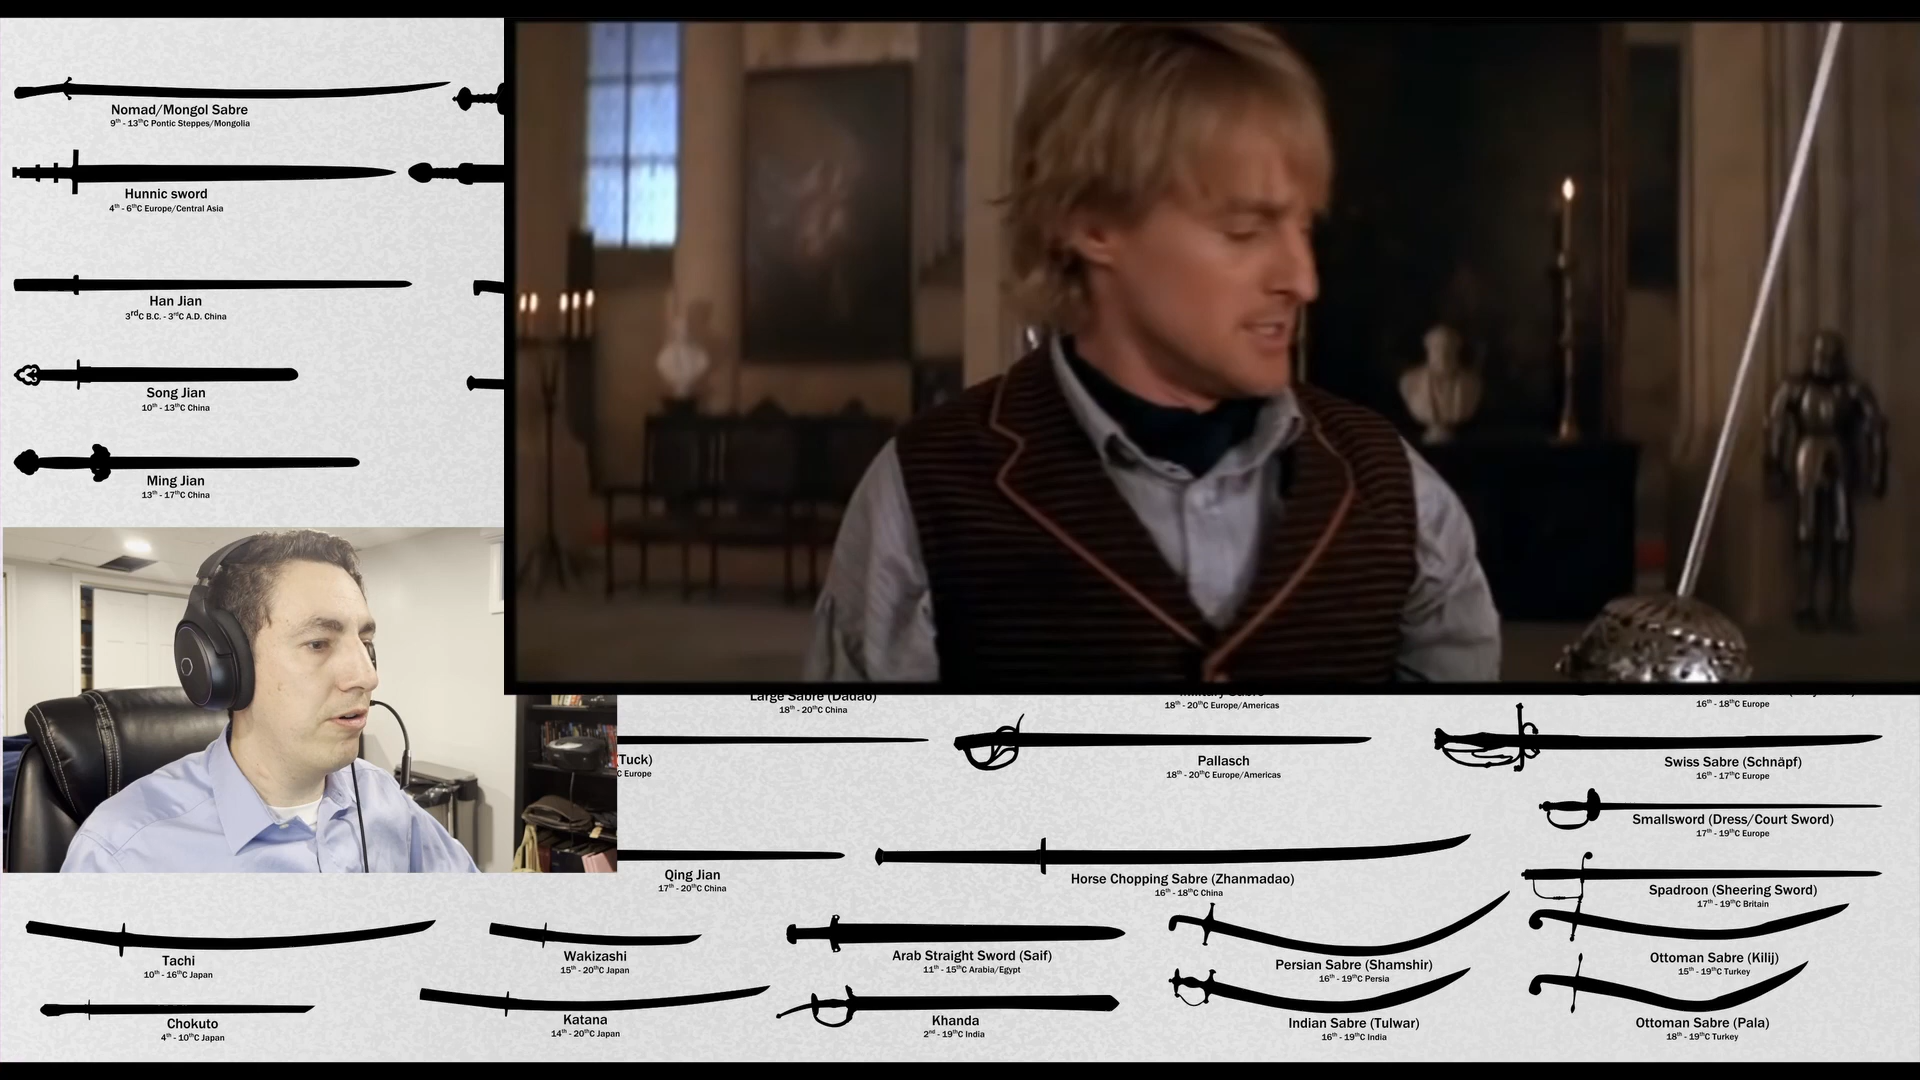 Nomad/Mongol Sabre
9th - 13thC Pontic Steppes/Mongolia
Hunnic sword
4th - 6thC Europe/Central Asia
Han Jian
3rdC B.C. - 3rdC A.D. China
Song Jian
10th - 13thC China
Ming Jian
13th - 17thC China
Large Sabre (Dadao)
18th - 20thC China
18th - 20thC Europe/Americas
16th - 18thC Europe
(Tuck)
C Europe
Pallasch
18th - 20thC Europe/Americas
Swiss Sabre (Schnäpf)
16th - 17thC Europe
Smallsword (Dress/Court Sword)
17th - 19thC Europe
Qing Jian
17th - 20thC China
Horse Chopping Sabre (Zhanmadao)
16th - 18thC China
Spadroon (Sheering Sword)
17th - 19thC Britain
Tachi
10th - 16thC Japan
Wakizashi
15th - 20thC Japan
Arab Straight Sword (Saif)
11th - 15thC Arabia/Egypt
Persian Sabre (Shamshir)
16th - 19thC Persia
Ottoman Sabre (Kilij)
15th - 19thC Turkey
Chokuto
4th - 10thC Japan
Katana
14th - 20thC Japan
Khanda
2nd - 19thC India
Indian Sabre (Tulwar)
16th - 19thC India
Ottoman Sabre (Pala)
18th - 19thC Turkey